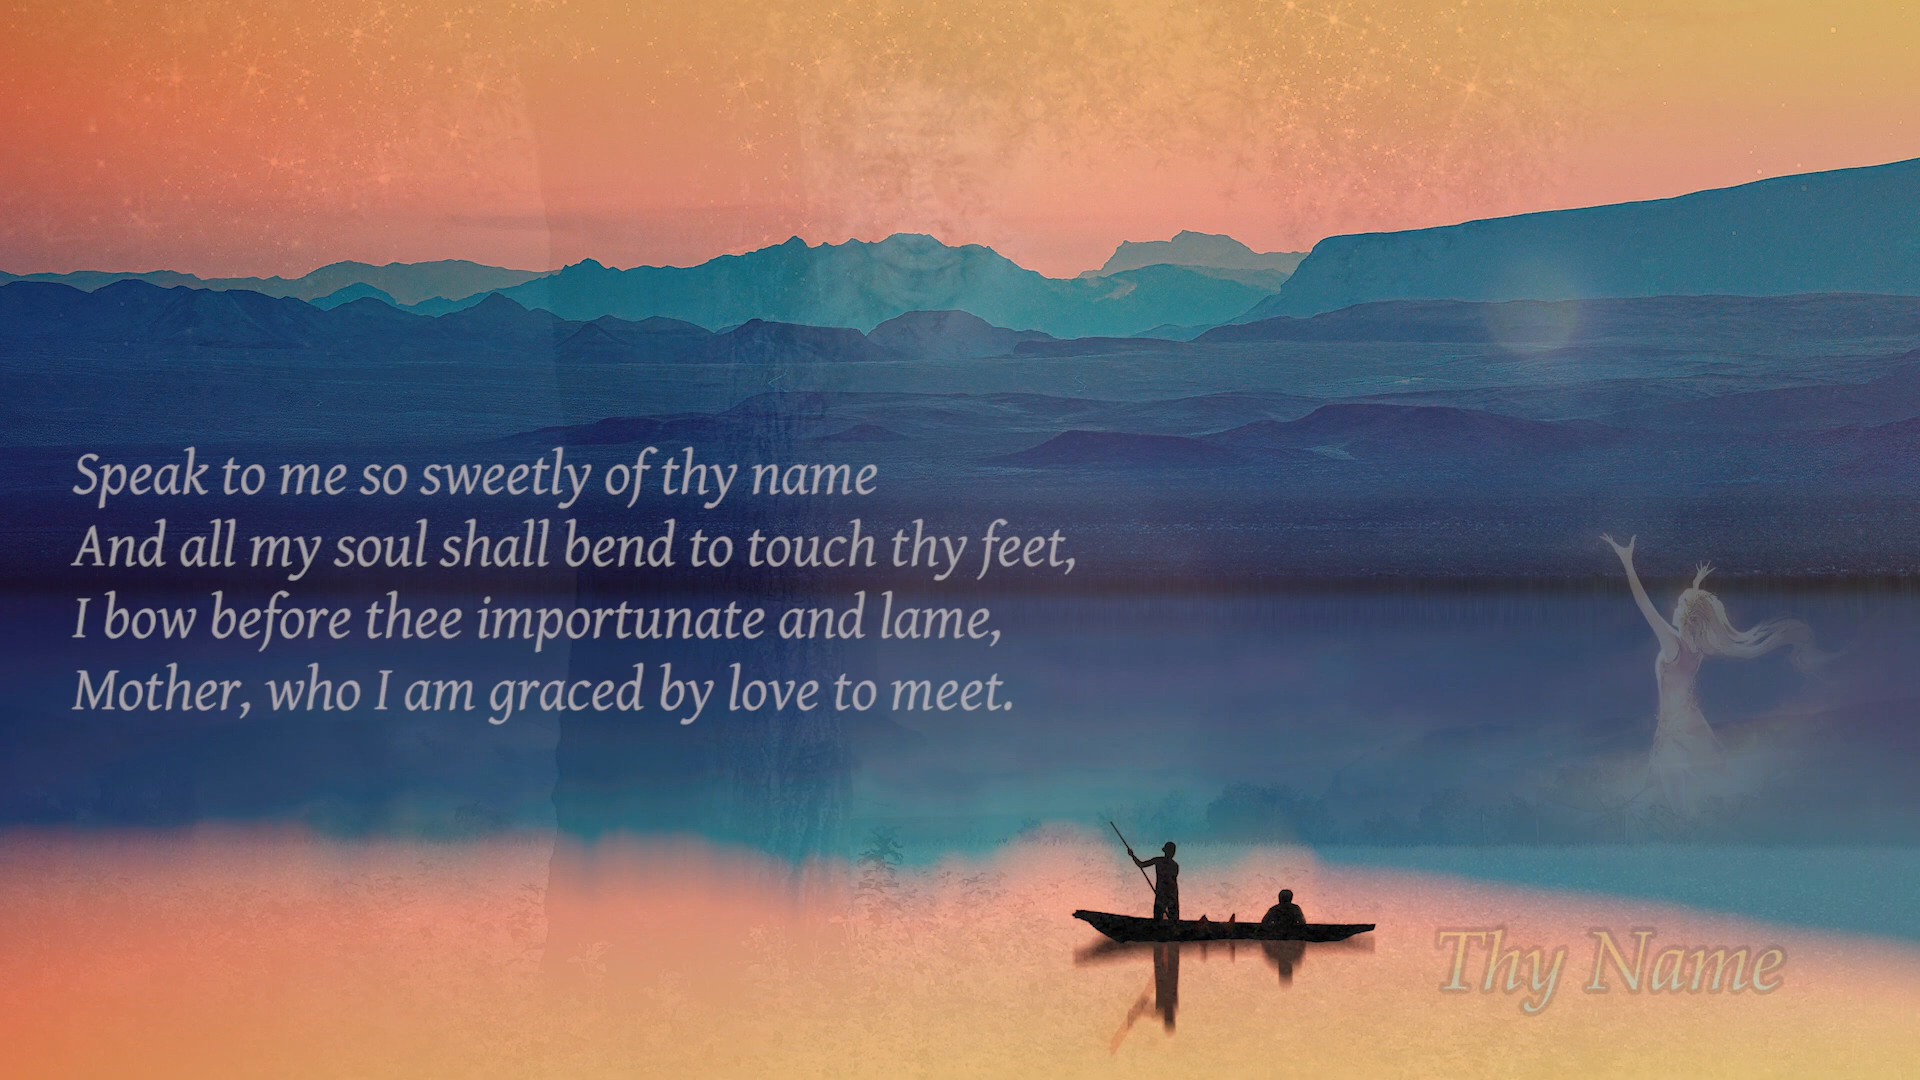 Speak to me so sweetly of thy name
And all my soul shall bend to touch thy feet,
I bow before thee importunate and lame,
Mother, who I am graced by love to meet.
Thy Name